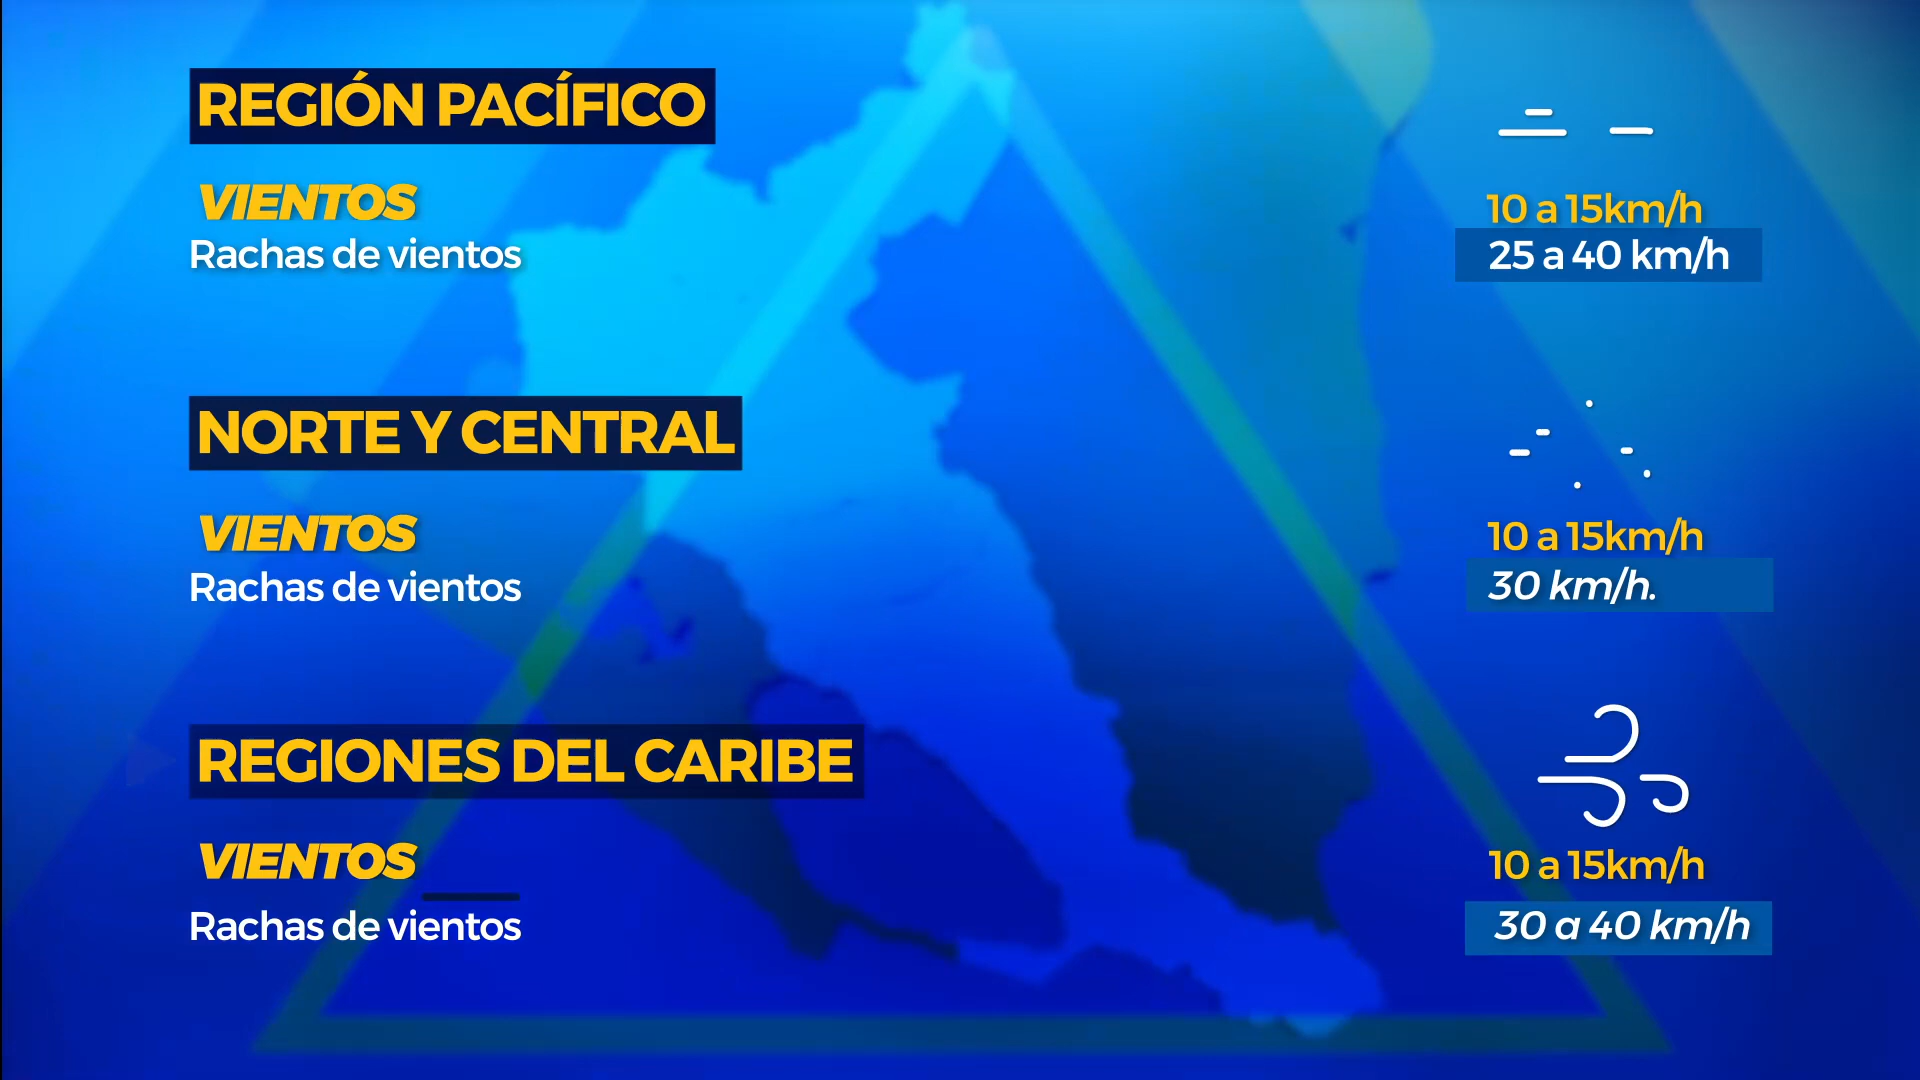 REGIÓN PACÍFICO
VIENTOS 10 a 15km/h
Rachas de vientos 25 a 40 km/h
NORTE Y CENTRAL
VIENTOS 10 a 15km/h
Rachas de vientos 30 km/h.
REGIONES DEL CARIBE
VIENTOS 10 a 15km/h
Rachas de vientos 30 a 40 km/h